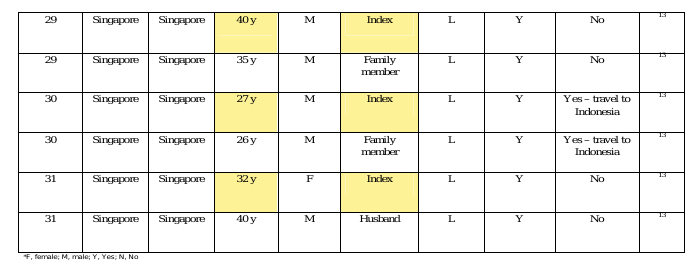 29 Singapore Singapore 40 y M Index L Y No 13
29 Singapore Singapore 35 y M Family member L Y No 13
30 Singapore Singapore 27 y M Index L Y Yes – travel to Indonesia 13
30 Singapore Singapore 26 y M Family member L Y Yes – travel to Indonesia 13
31 Singapore Singapore 32 y F Index L Y No 13
31 Singapore Singapore 40 y M Husband L Y No 13
*F, female; M, male; Y, Yes; N, No